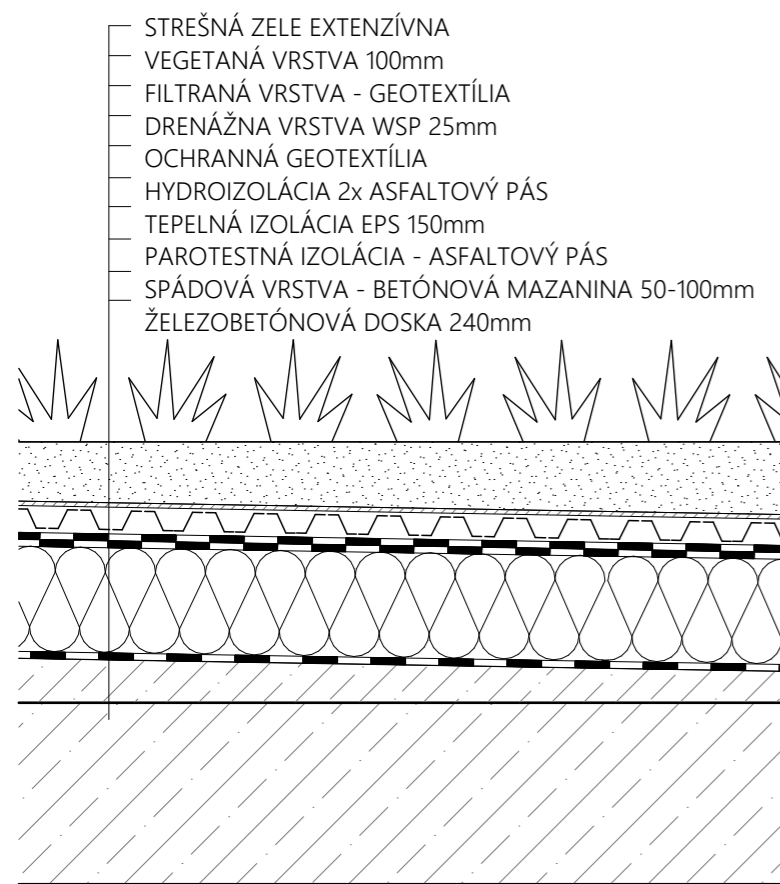 STREŠNÁ ZELE EXTENZÍVNA
VEGETANÁ VRSTVA 100mm
FILTRANÁ VRSTVA - GEOTEXTÍLIA
DRENÁŽNA VRSTVA WSP 25mm
OCHRANNÁ GEOTEXTÍLIA
HYDROIZOLÁCIA 2x ASFALTOVÝ PÁS
TEPELNÁ IZOLÁCIA EPS 150mm
PAROTESTNÁ IZOLÁCIA - ASFALTOVÝ PÁS
SPÁDOVÁ VRSTVA - BETÓNOVÁ MAZANINA 50-100mm
ŽELEZOBETÓNOVÁ DOSKA 240mm